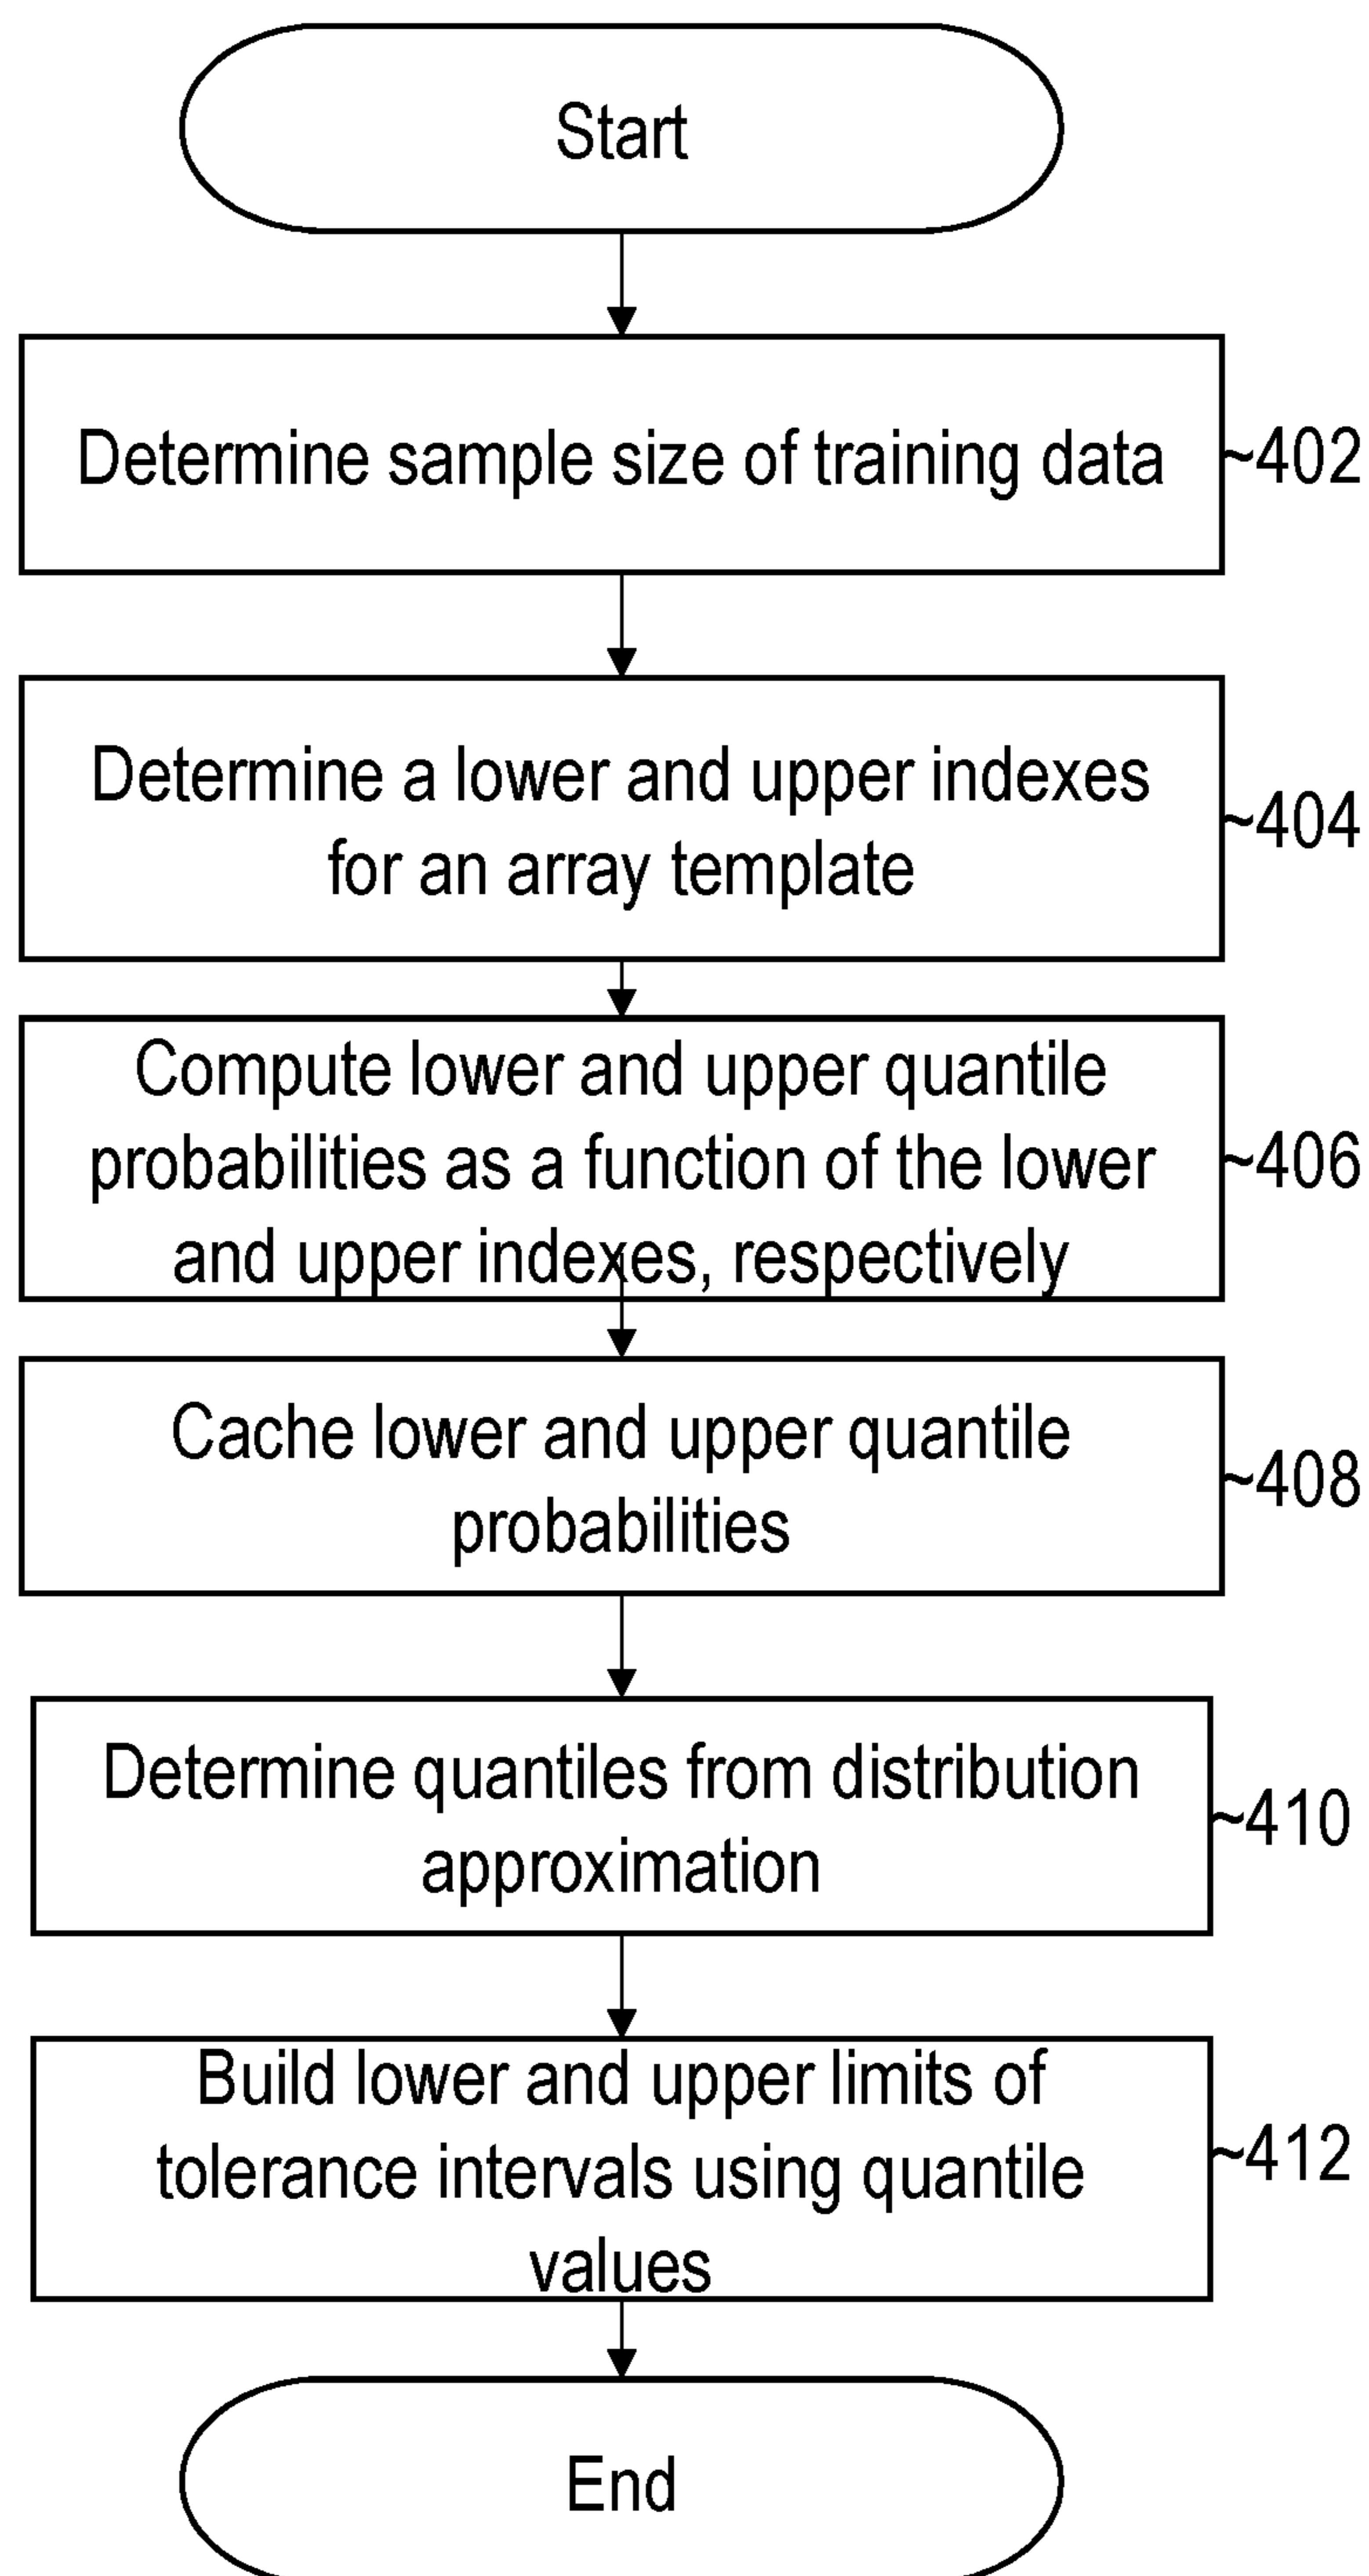 Start
Determine sample size of training data
~402
Determine a lower and upper indexes
for an array template
~404
Compute lower and upper quantile
probabilities as a function of the lower
and upper indexes, respectively
~406
Cache lower and upper quantile
probabilities
~408
Determine quantiles from distribution
approximation
~410
Build lower and upper limits of
tolerance intervals using quantile
values
~412
End